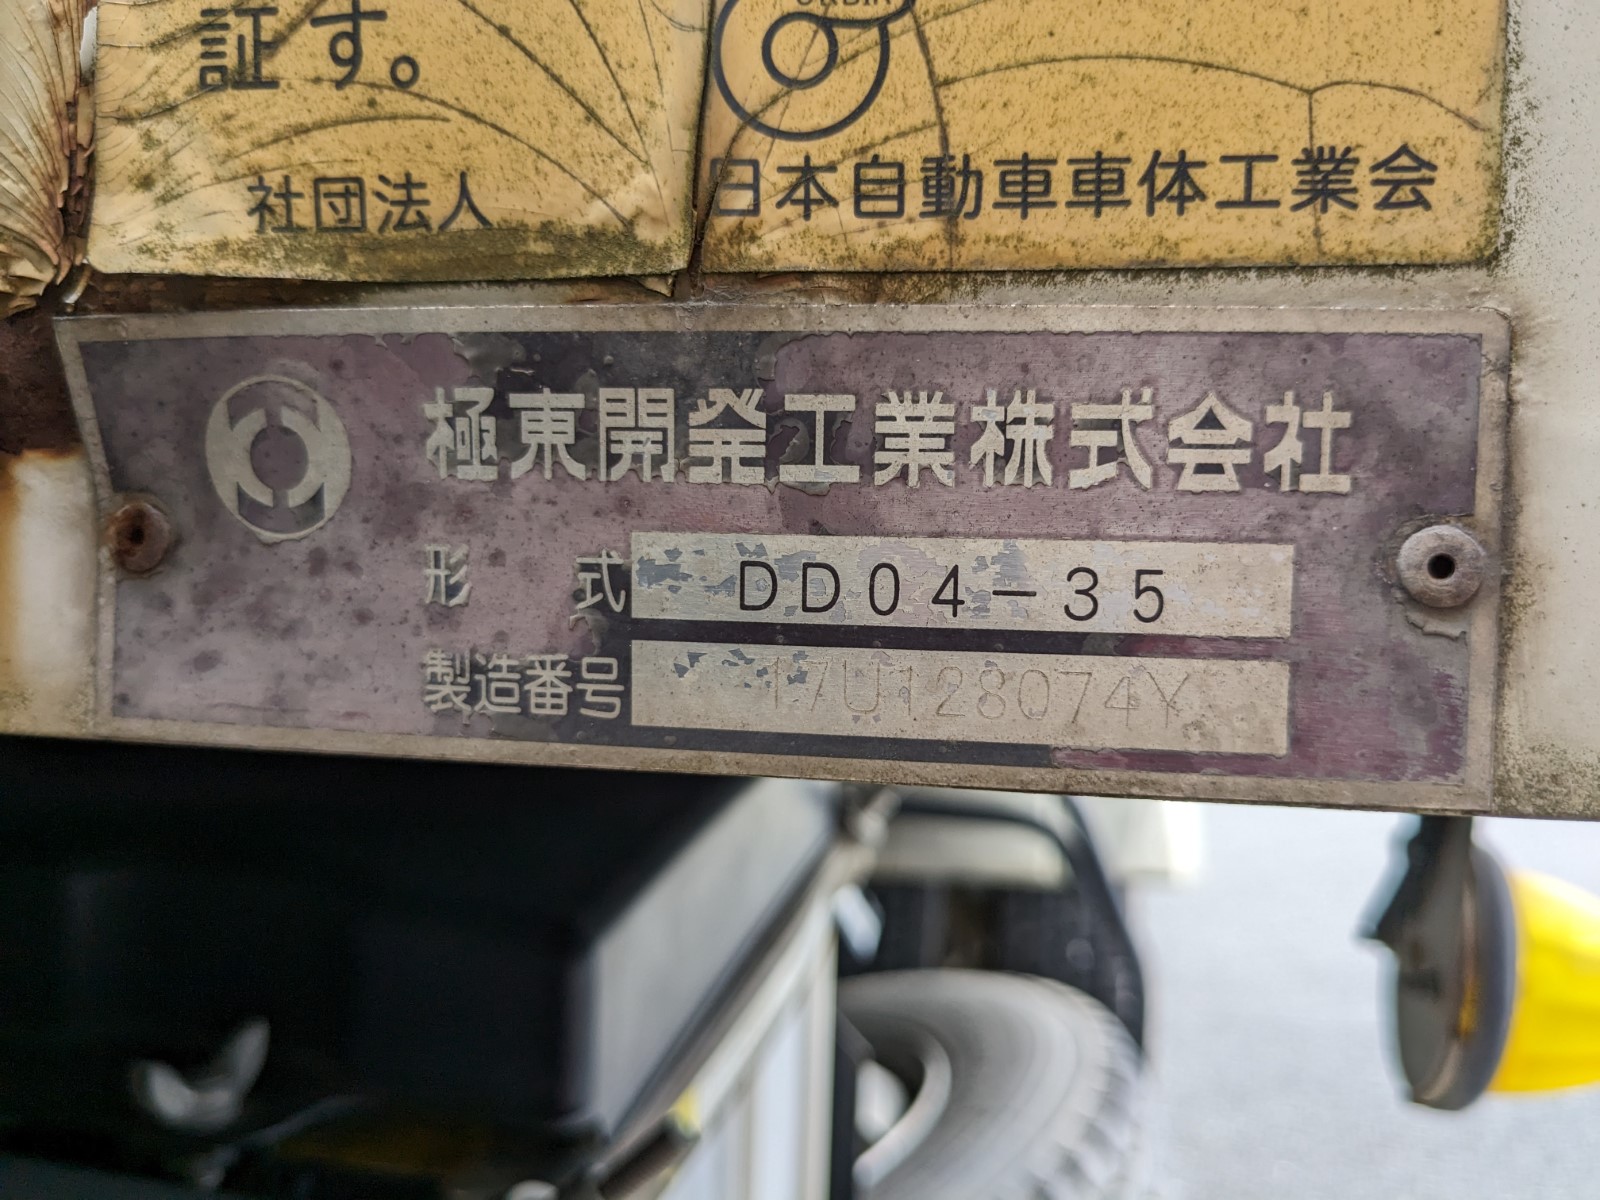 証す。
社団法人 日本自動車車体工業会
極東開発工業株式会社
形式 DD04-35
製造番号 17U128074Y